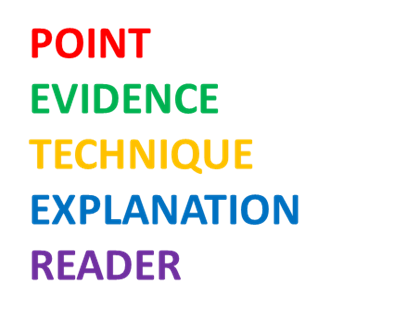 POINT
EVIDENCE
TECHNIQUE
EXPLANATION
READER